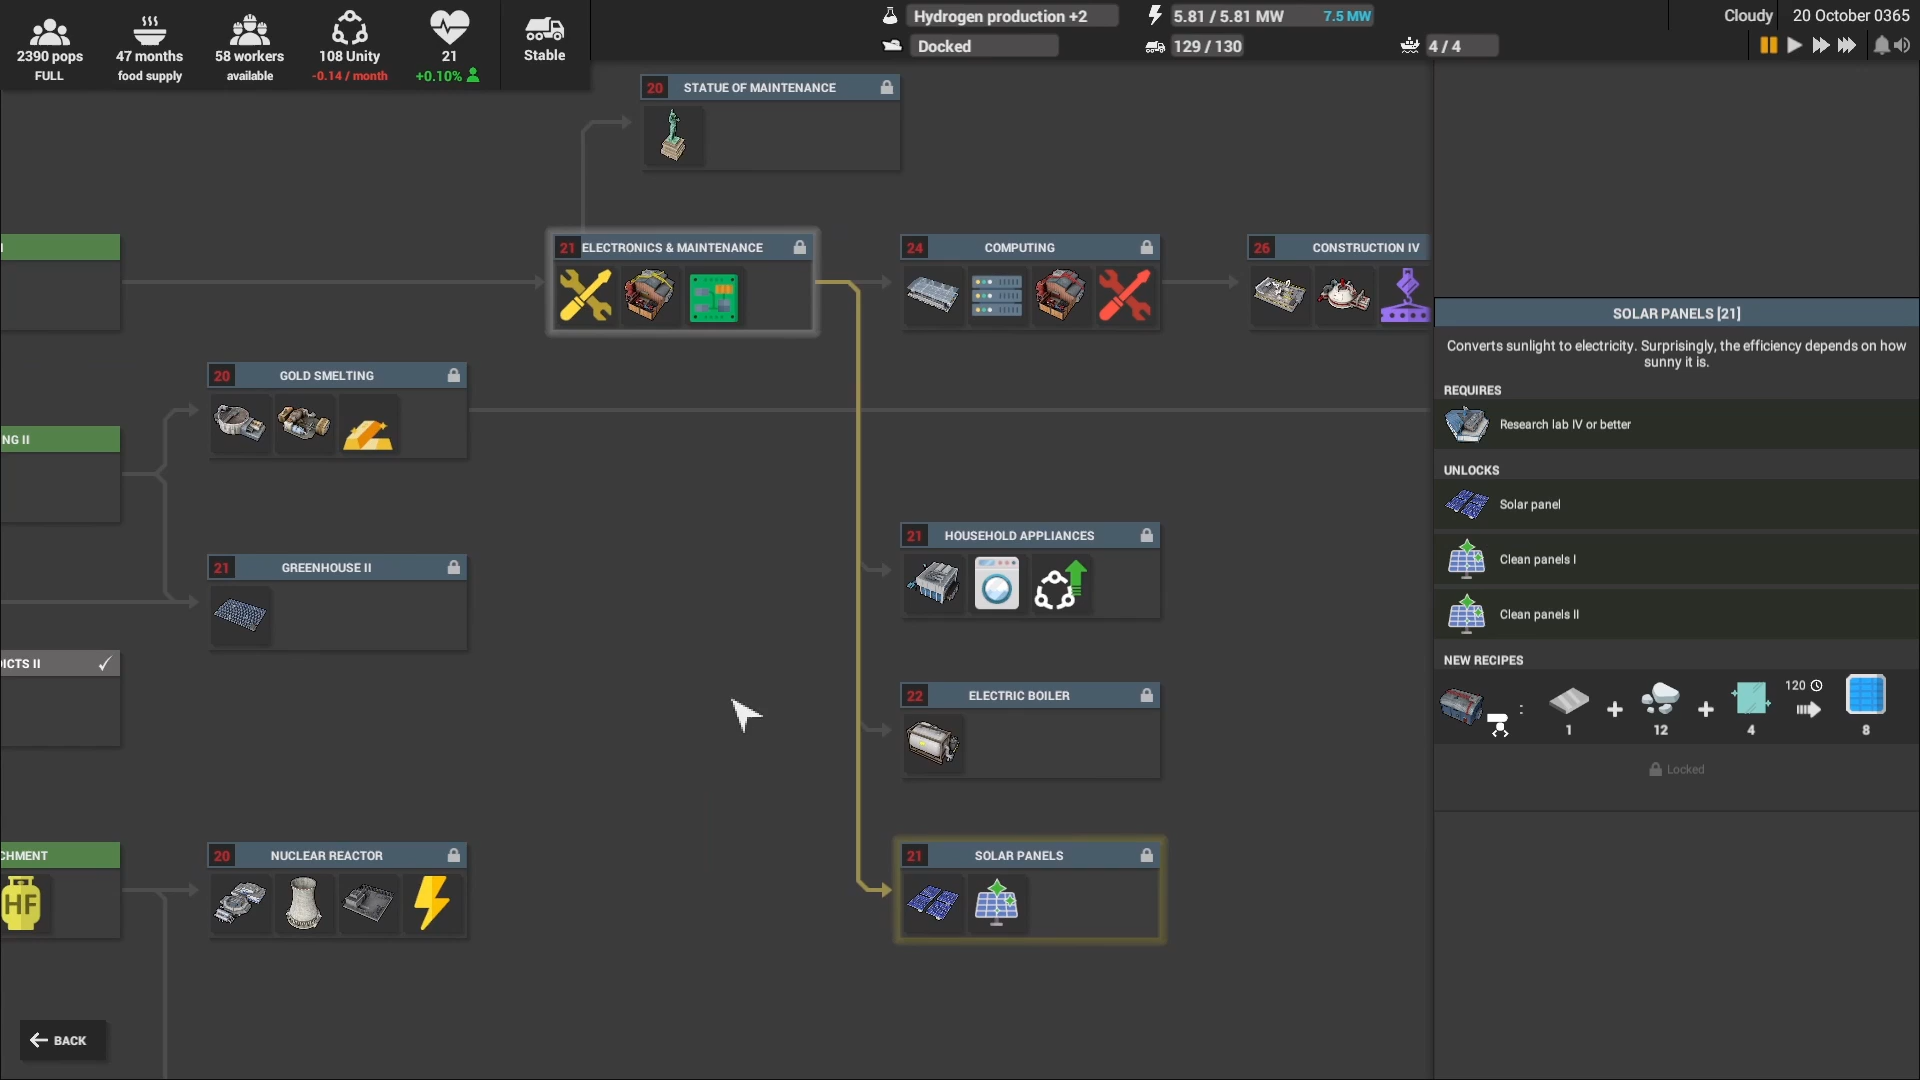 2390 pops
FULL
47 months
food supply
58 workers
available
108 Unity
-0.14 / month
21
+0.10%
Stable
Hydrogen production +2
Docked
5.81 / 5.81 MW
7.5 MW
129 / 130
4 / 4
Cloudy
20 October 0365
20 STATUE OF MAINTENANCE
21 ELECTRONICS & MAINTENANCE
24 COMPUTING
26 CONSTRUCTION IV
20 GOLD SMELTING
NG II
21 HOUSEHOLD APPLIANCES
21 GREENHOUSE II
ICTS II
22 ELECTRIC BOILER
CHMENT
HF
20 NUCLEAR REACTOR
21 SOLAR PANELS
BACK
SOLAR PANELS [21]
Converts sunlight to electricity. Surprisingly, the efficiency depends on how
sunny it is.
REQUIRES
Research lab IV or better
UNLOCKS
Solar panel
Clean panels I
Clean panels II
NEW RECIPES
: 1 + 12 + 4 120 8
Locked